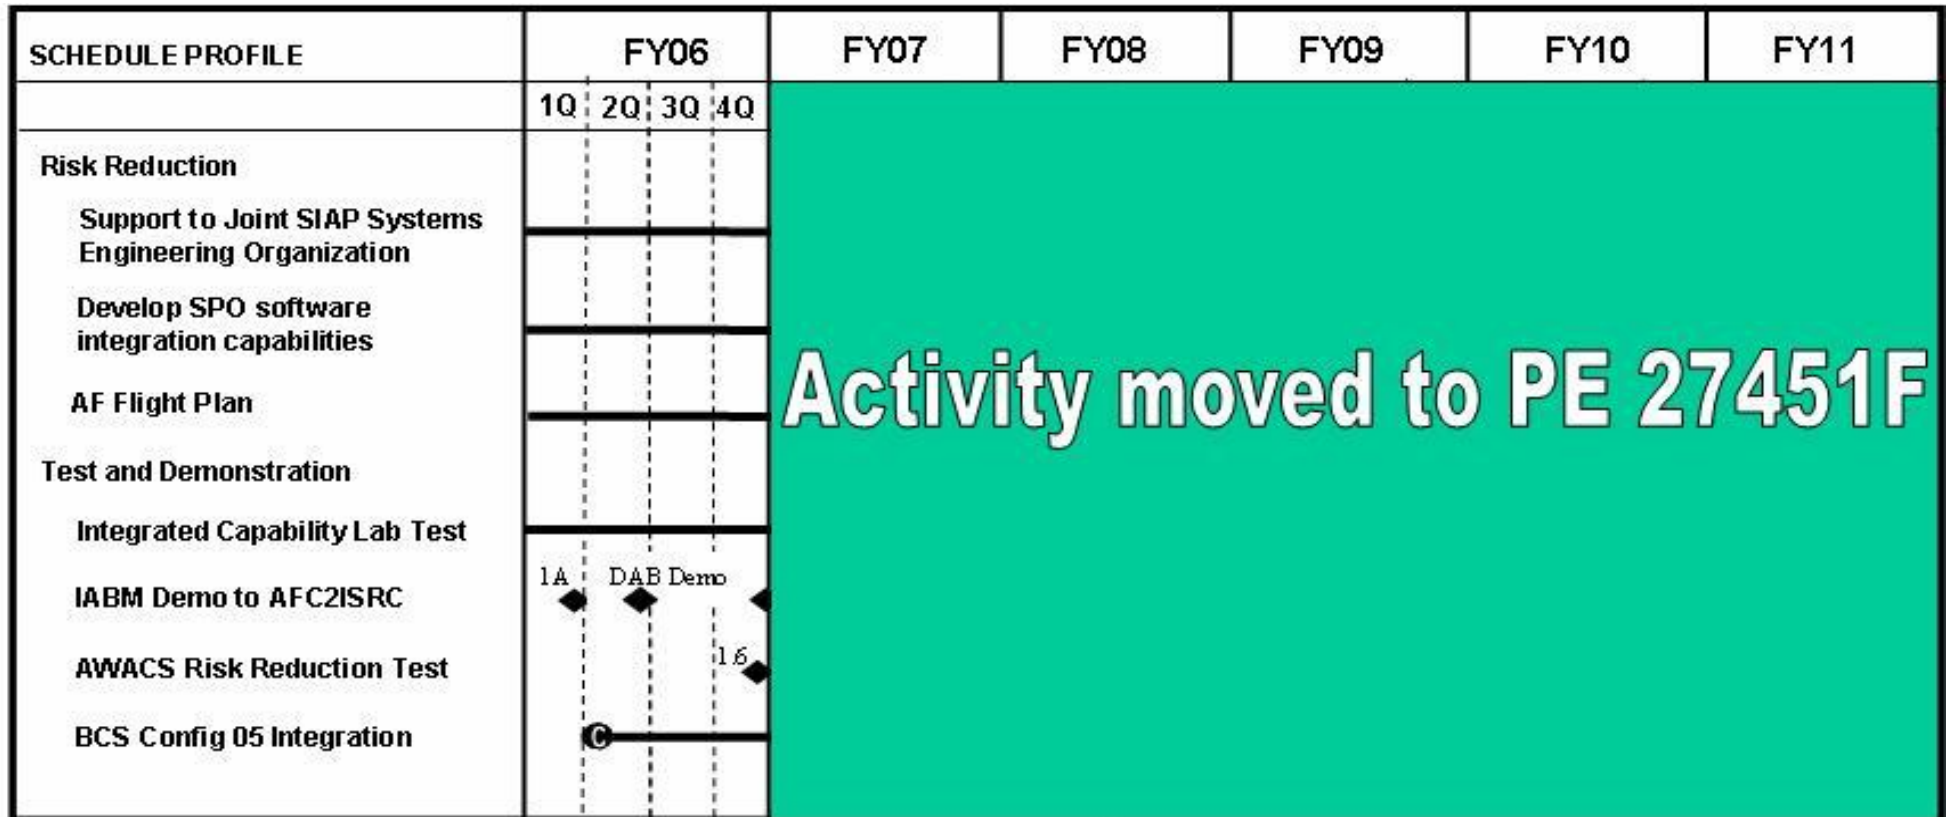 SCHEDULE PROFILE FY06 FY07 FY08 FY09 FY10 FY11
1Q 2Q 3Q 4Q
Risk Reduction
Support to Joint SIAP Systems
Engineering Organization
Develop SPO software
integration capabilities
Activity moved to PE 27451F
AF Flight Plan
Test and Demonstration
Integrated Capability Lab Test
1A DAB Demo
IABM Demo to AFC2ISRC
1.6
AWACS Risk Reduction Test
BCS Config 05 Integration C